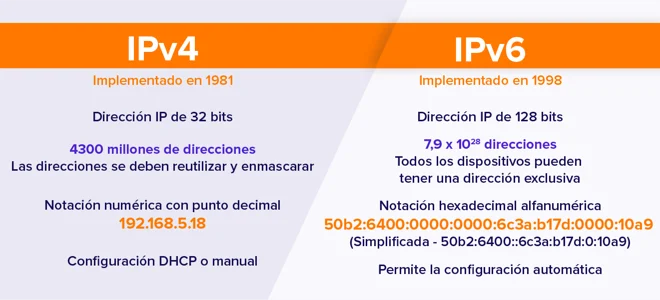 IPv4
Implementado en 1981
Dirección IP de 32 bits
4300 millones de direcciones
Las direcciones se deben reutilizar y enmascarar
Notación numérica con punto decimal
192.168.5.18
Configuración DHCP o manual
IPv6
Implementado en 1998
Dirección IP de 128 bits
7,9 x 10²⁸ direcciones
Todos los dispositivos pueden
tener una dirección exclusiva
Notación hexadecimal alfanumérica
50b2:6400:0000:0000:6c3a:b17d:0000:10a9
(Simplificada - 50b2:6400::6c3a:b17d:0:10a9)
Permite la configuración automática